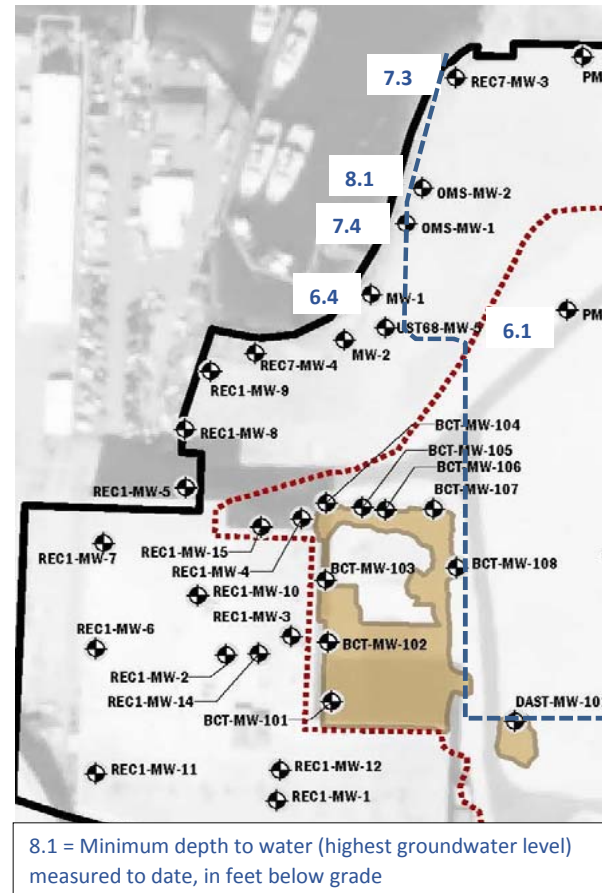 7.3
REC7-MW-3
PM
8.1
OMS-MW-2
7.4
OMS-MW-1
6.4
MW-1
PM
UST68-MW-5
6.1
MW-2
REC7-MW-4
REC1-MW-9
BCT-MW-104
REC1-MW-8
BCT-MW-105
BCT-MW-106
REC1-MW-5
BCT-MW-107
REC1-MW-7
REC1-MW-15
REC1-MW-4
BCT-MW-103
BCT-MW-108
REC1-MW-10
REC1-MW-3
REC1-MW-6
BCT-MW-102
REC1-MW-2
REC1-MW-14
DAST-MW-101
BCT-MW-101
REC1-MW-11
REC1-MW-12
REC1-MW-1
8.1 = Minimum depth to water (highest groundwater level)
measured to date, in feet below grade